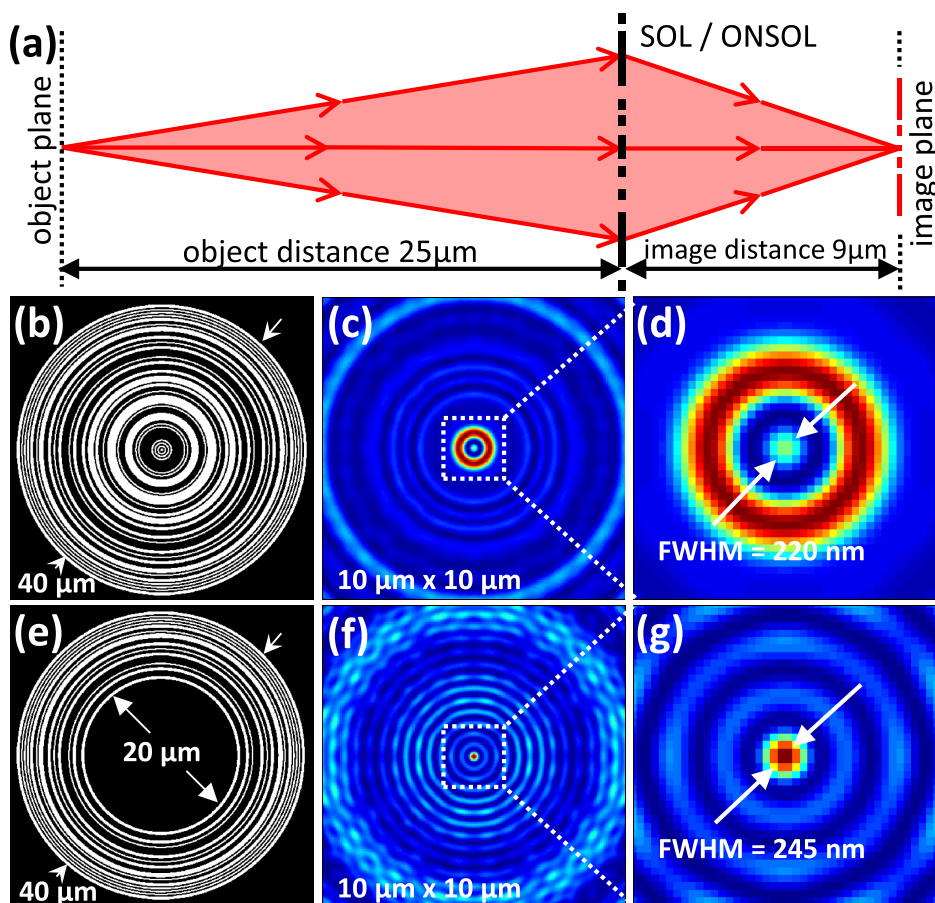 (a)
SOL / ONSOL
object plane
image plane
object distance 25μm
image distance 9μm
(b)
40 μm
(c)
10 μm x 10 μm
(d)
FWHM = 220 nm
(e)
20 μm
40 μm
(f)
10 μm x 10 μm
(g)
FWHM = 245 nm